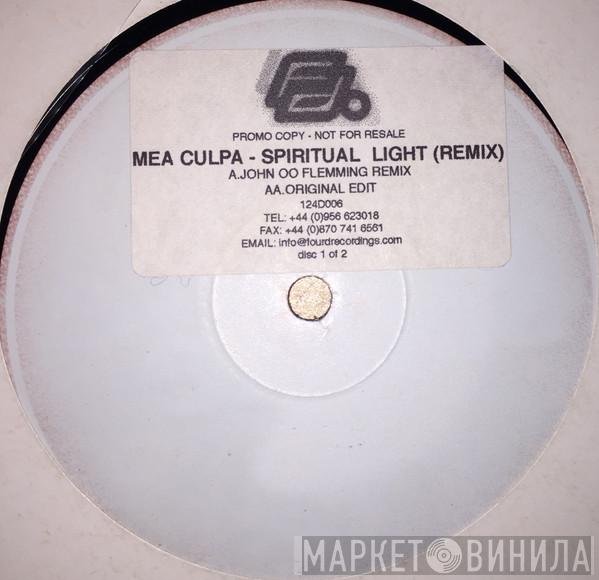 PROMO COPY - NOT FOR RESALE
MEA CULPA - SPIRITUAL LIGHT (REMIX)
A.JOHN OO FLEMMING REMIX
AA.ORIGINAL EDIT
124D006
TEL: +44 (0)956 623018
FAX: +44 (0)870 741 6561
EMAIL: info@fourdrecordings.com
disc 1 of 2
МАРКЕТ ВИНИЛА